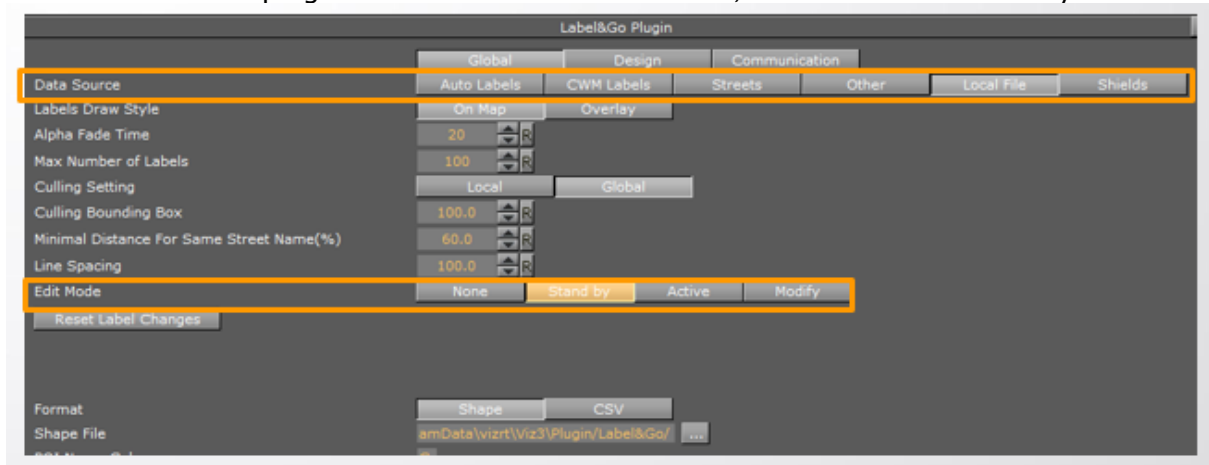 Label&Go Plugin
Global Design Communication
Data Source Auto Labels CWM Labels Streets Other Local File Shields
Labels Draw Style On Map Overlay
Alpha Fade Time 20 R
Max Number of Labels 100 R
Culling Setting Local Global
Culling Bounding Box 100.0 R
Minimal Distance For Same Street Name(%) 60.0 R
Line Spacing 100.0 R
Edit Mode None Stand by Active Modify
Reset Label Changes
Format Shape CSV
Shape File amData\vizrt\Viz3\Plugin/Label&Go/ ...